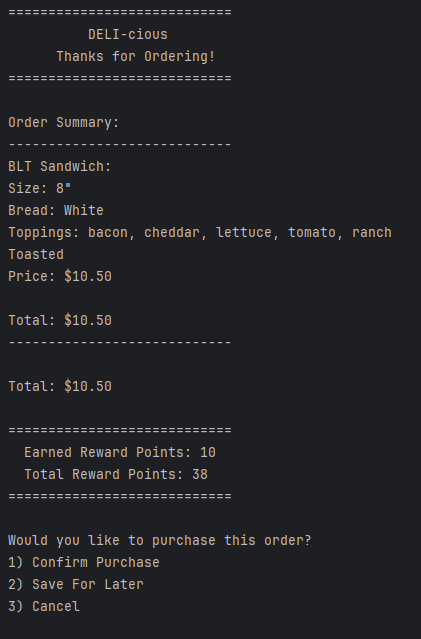 ============================
DELI-cious
Thanks for Ordering!
============================
Order Summary:
----------------------------
BLT Sandwich:
Size: 8"
Bread: White
Toppings: bacon, cheddar, lettuce, tomato, ranch
Toasted
Price: $10.50
Total: $10.50
----------------------------
Total: $10.50
============================
Earned Reward Points: 10
Total Reward Points: 38
============================
Would you like to purchase this order?
1) Confirm Purchase
2) Save For Later
3) Cancel